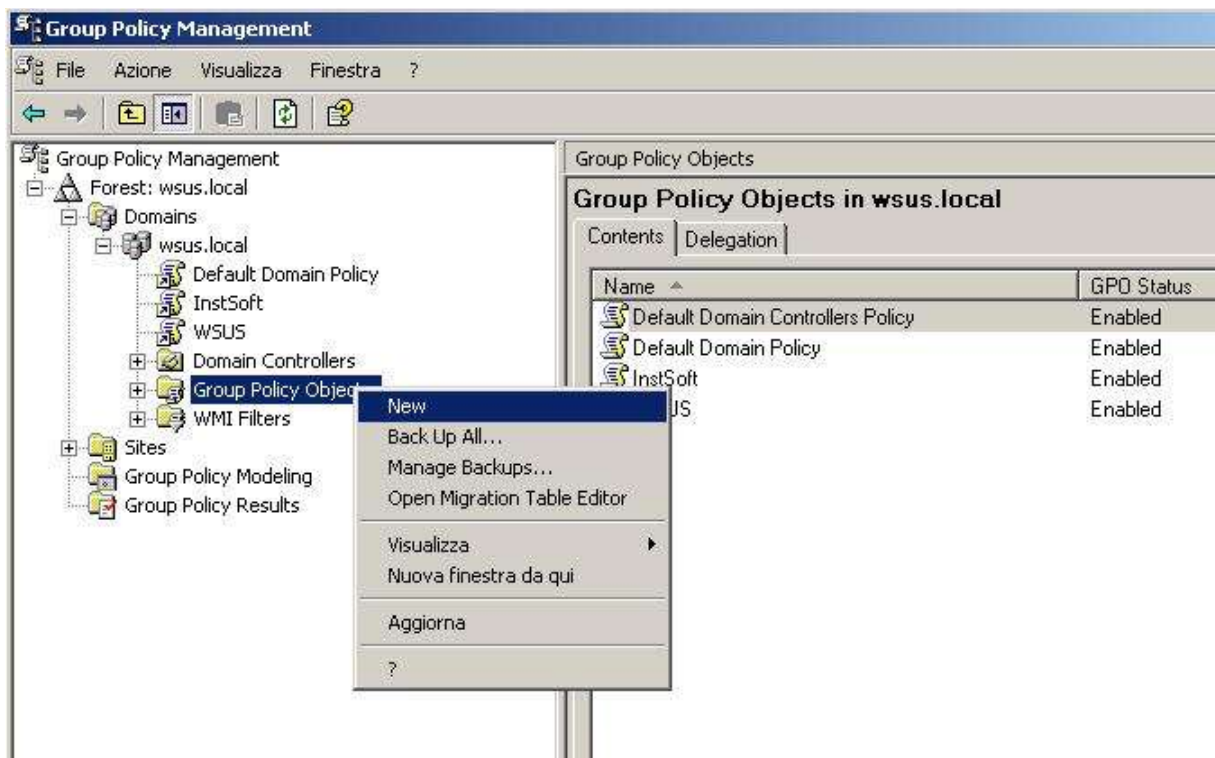 Group Policy Management
File Azione Visualizza Finestra ?
Group Policy Management
Forest: wsus.local
Domains
wsus.local
Default Domain Policy
InstSoft
WSUS
Domain Controllers
Group Policy Objec
WMI Filters
Sites
Group Policy Modeling
Group Policy Results
New
Back Up All...
Manage Backups...
Open Migration Table Editor
Visualizza
Nuova finestra da qui
Aggiorna
?
Group Policy Objects
Group Policy Objects in wsus.local
Contents Delegation
Name GPO Status
Default Domain Controllers Policy Enabled
Default Domain Policy Enabled
InstSoft Enabled
US Enabled